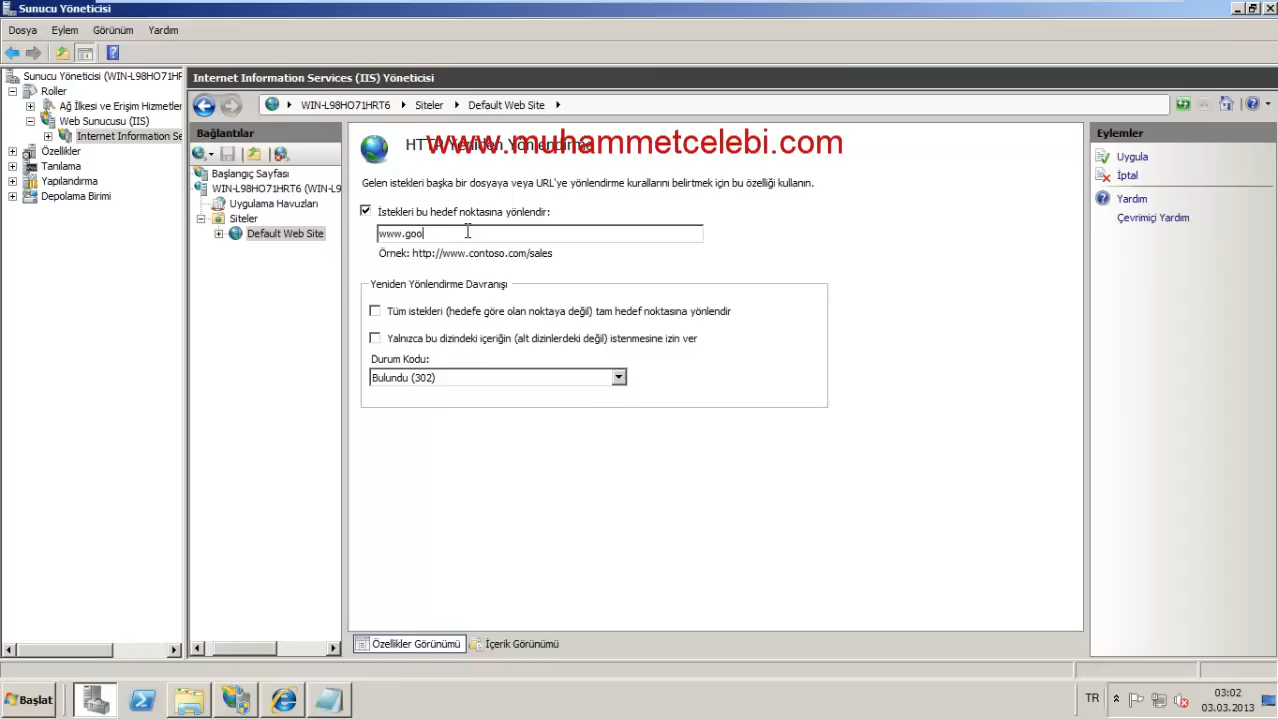 Sunucu Yöneticisi
Dosya Eylem Görünüm Yardım
Sunucu Yöneticisi (WIN-L98HO71HR
Roller
Ağ İlkesi ve Erişim Hizmetler
Web Sunucusu (IIS)
Internet Information Se
Özellikler
Tanılama
Yapılandırma
Depolama Birimi
Internet Information Services (IIS) Yöneticisi
WIN-L98HO71HRT6 Siteler Default Web Site
Bağlantılar
Başlangıç Sayfası
WIN-L98HO71HRT6 (WIN-L9
Uygulama Havuzları
Siteler
Default Web Site
www.muhammetcelebi.com
HTTP Yeniden Yönlendirme
Gelen istekleri başka bir dosyaya veya URL'ye yönlendirme kurallarını belirtmek için bu özelliği kullanın.
İstekleri bu hedef noktasına yönlendir:
www.goo
Örnek: http://www.contoso.com/sales
Yeniden Yönlendirme Davranışı
Tüm istekleri (hedefe göre olan noktaya değil) tam hedef noktasına yönlendir
Yalnızca bu dizindeki içeriğin (alt dizinlerdeki değil) istenmesine izin ver
Durum Kodu:
Bulundu (302)
Özellikler Görünümü İçerik Görünümü
Eylemler
Uygula
İptal
Yardım
Çevrimiçi Yardım
Başlat
TR
03:02
03.03.2013